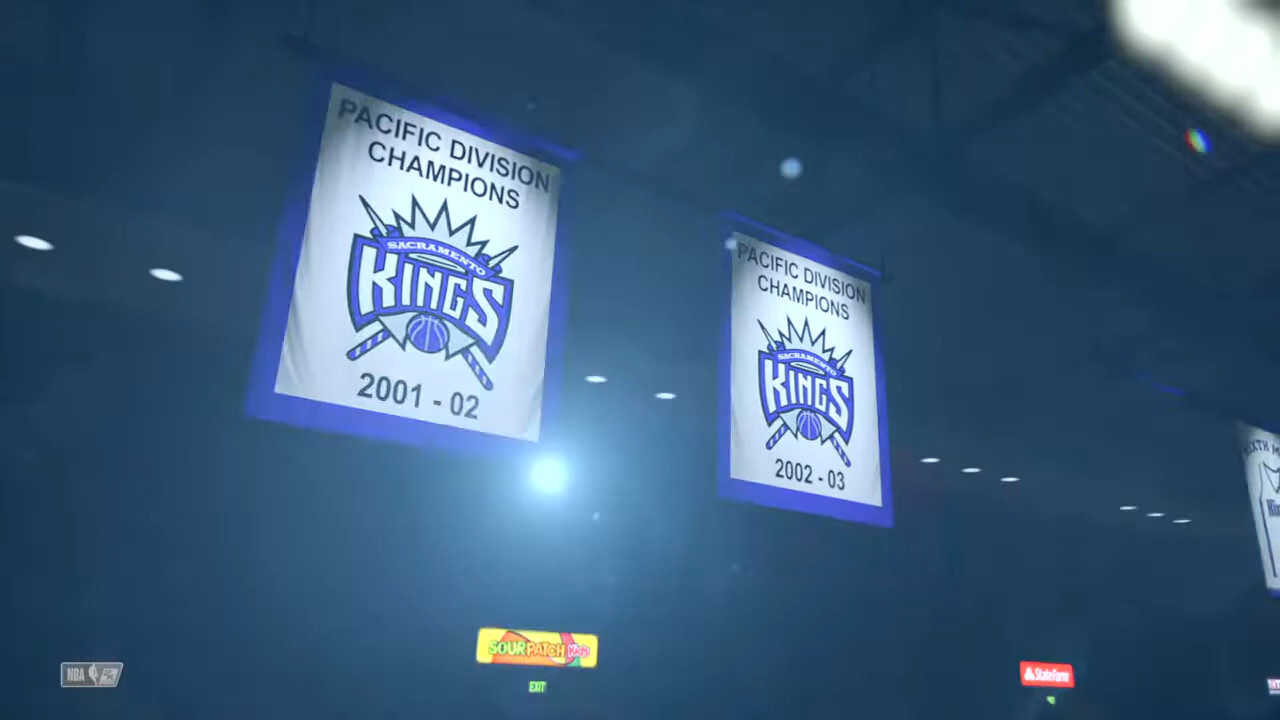 PACIFIC DIVISION
CHAMPIONS
SACRAMENTO
KINGS
2001 - 02
PACIFIC DIVISION
CHAMPIONS
SACRAMENTO
KINGS
2002 - 03
SOUR PATCH Kids
EXIT
StateFarm
NBA